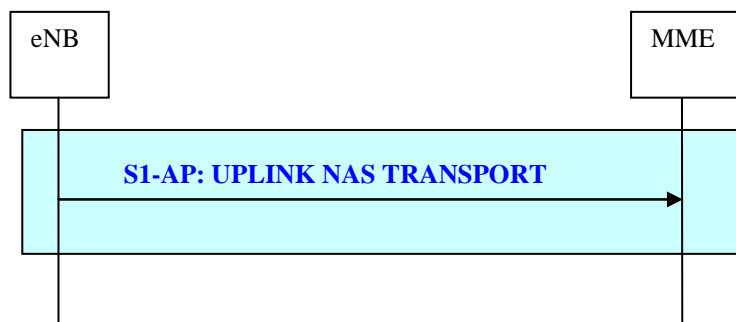 eNB
MME
S1-AP: UPLINK NAS TRANSPORT